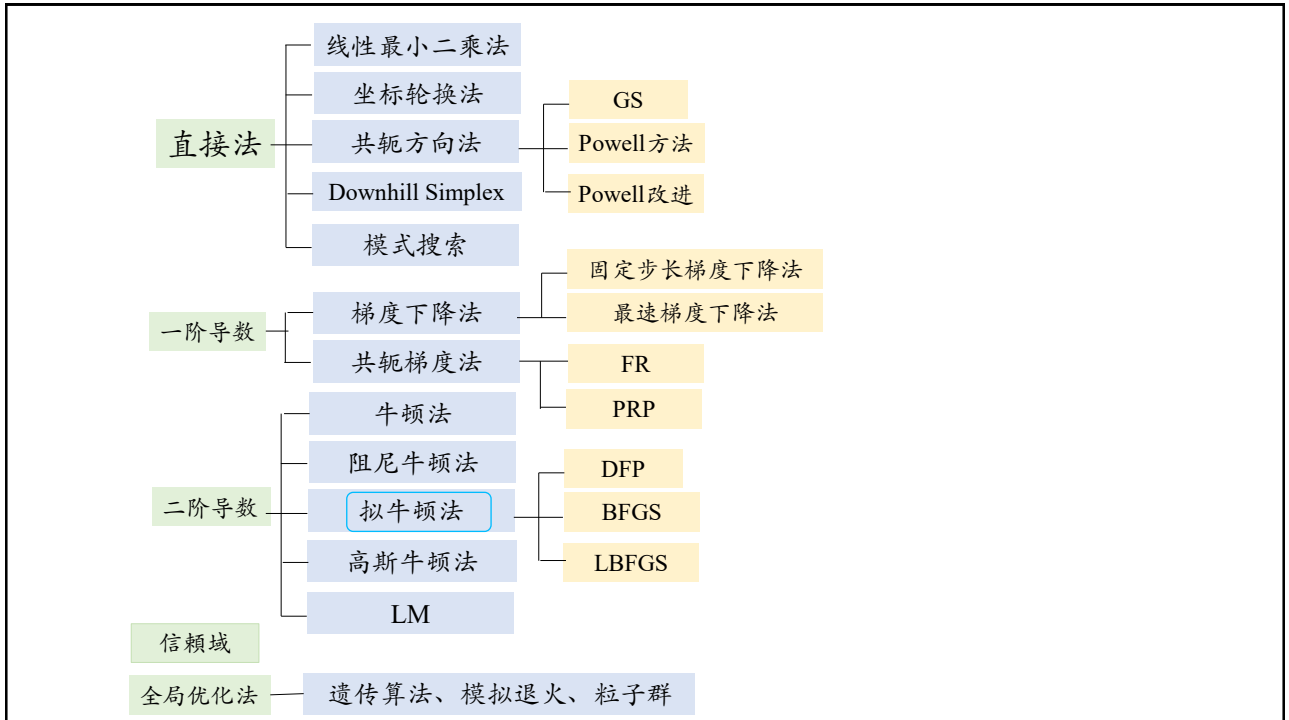 线性最小二乘法
坐标轮换法
GS
直接法
共轭方向法
Powell方法
Downhill Simplex
Powell改进
模式搜索
固定步长梯度下降法
梯度下降法
最速梯度下降法
一阶导数
共轭梯度法
FR
牛顿法
PRP
阻尼牛顿法
DFP
二阶导数
拟牛顿法
BFGS
高斯牛顿法
LBFGS
LM
信頼域
全局优化法
遗传算法、模拟退火、粒子群